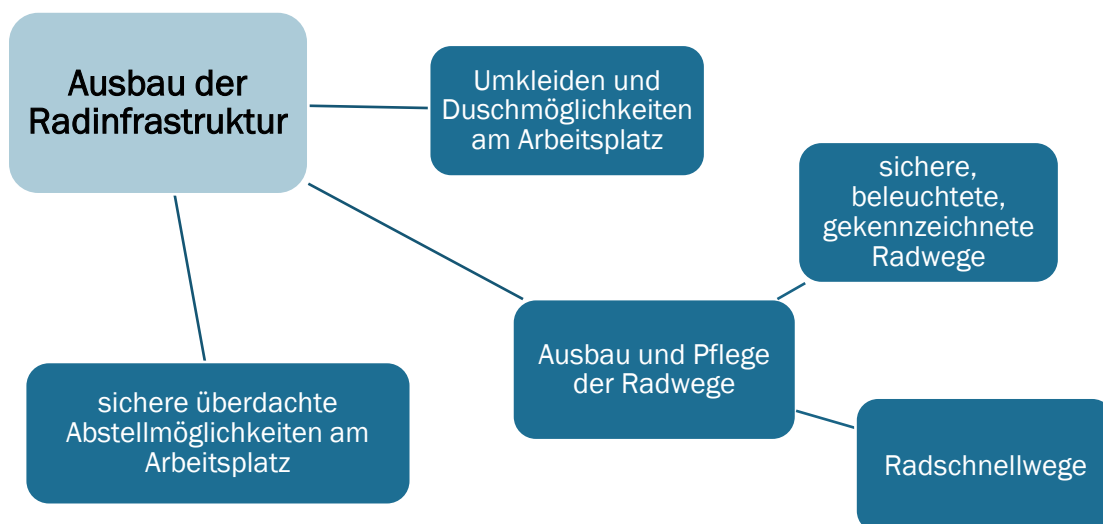 Ausbau der
Radinfrastruktur
Umkleiden und
Duschmöglichkeiten
am Arbeitsplatz
sichere,
beleuchtete,
gekennzeichnete
Radwege
Ausbau und Pflege
der Radwege
sichere überdachte
Abstellmöglichkeiten am
Arbeitsplatz
Radschnellwege